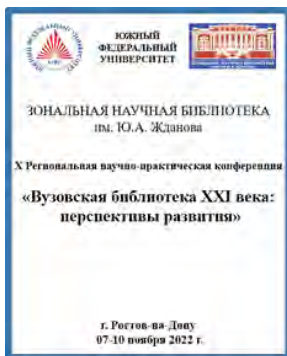 ЮЖНЫЙ
ФЕДЕРАЛЬНЫЙ
УНИВЕРСИТЕТ
ЗОНАЛЬНАЯ НАУЧНАЯ БИБЛИОТЕКА
им. Ю.А. Жданова
X Региональная научно-практическая конференция
«Вузовская библиотека XXI века:
перспективы развития»
г. Ростов-на-Дону
07-10 ноября 2022 г.